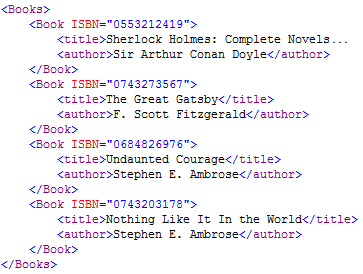 <Books>
<Book ISBN="0553212419">
<title>Sherlock Holmes: Complete Novels...
<author>Sir Arthur Conan Doyle</author>
</Book>
<Book ISBN="0743273567">
<title>The Great Gatsby</title>
<author>F. Scott Fitzgerald</author>
</Book>
<Book ISBN="0684826976">
<title>Undaunted Courage</title>
<author>Stephen E. Ambrose</author>
</Book>
<Book ISBN="0743203178">
<title>Nothing Like It In the World</title>
<author>Stephen E. Ambrose</author>
</Book>
</Books>